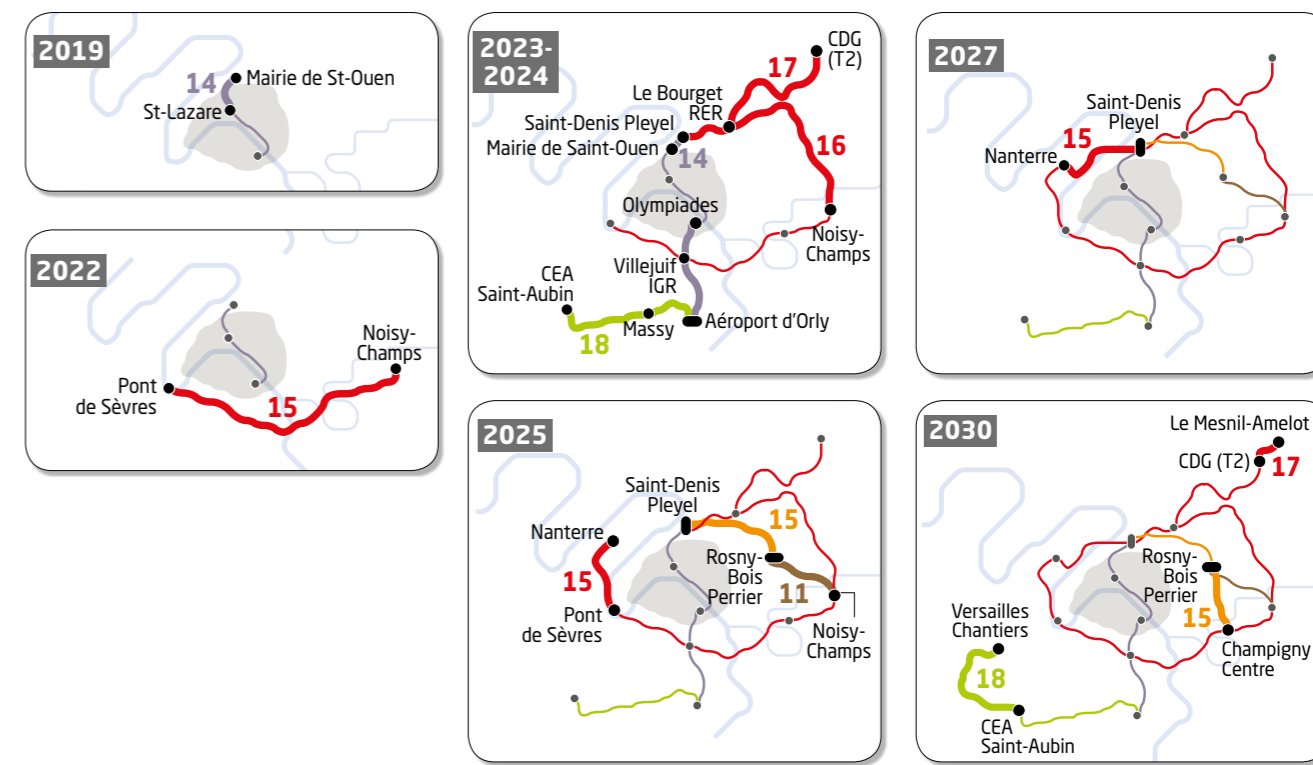 2019
14
Mairie de St-Ouen
St-Lazare
2022
Noisy-
Champs
Pont
de Sèvres
15
2023-
2024
CDG
(T2)
17
Le Bourget
RER
Saint-Denis Pleyel
Mairie de Saint-Ouen
14
16
Olympiades
Noisy-
Champs
Villejuif
IGR
CEA
Saint-Aubin
Massy
Aéroport d'Orly
18
2025
Saint-Denis
Pleyel
15
Nanterre
Rosny-
Bois
Perrier
15
11
Pont
de Sèvres
Noisy-
Champs
2027
Saint-Denis
Pleyel
15
Nanterre
2030
Le Mesnil-Amelot
CDG (T2)
17
Rosny-
Bois
Perrier
15
Versailles
Chantiers
Champigny
Centre
18
CEA
Saint-Aubin